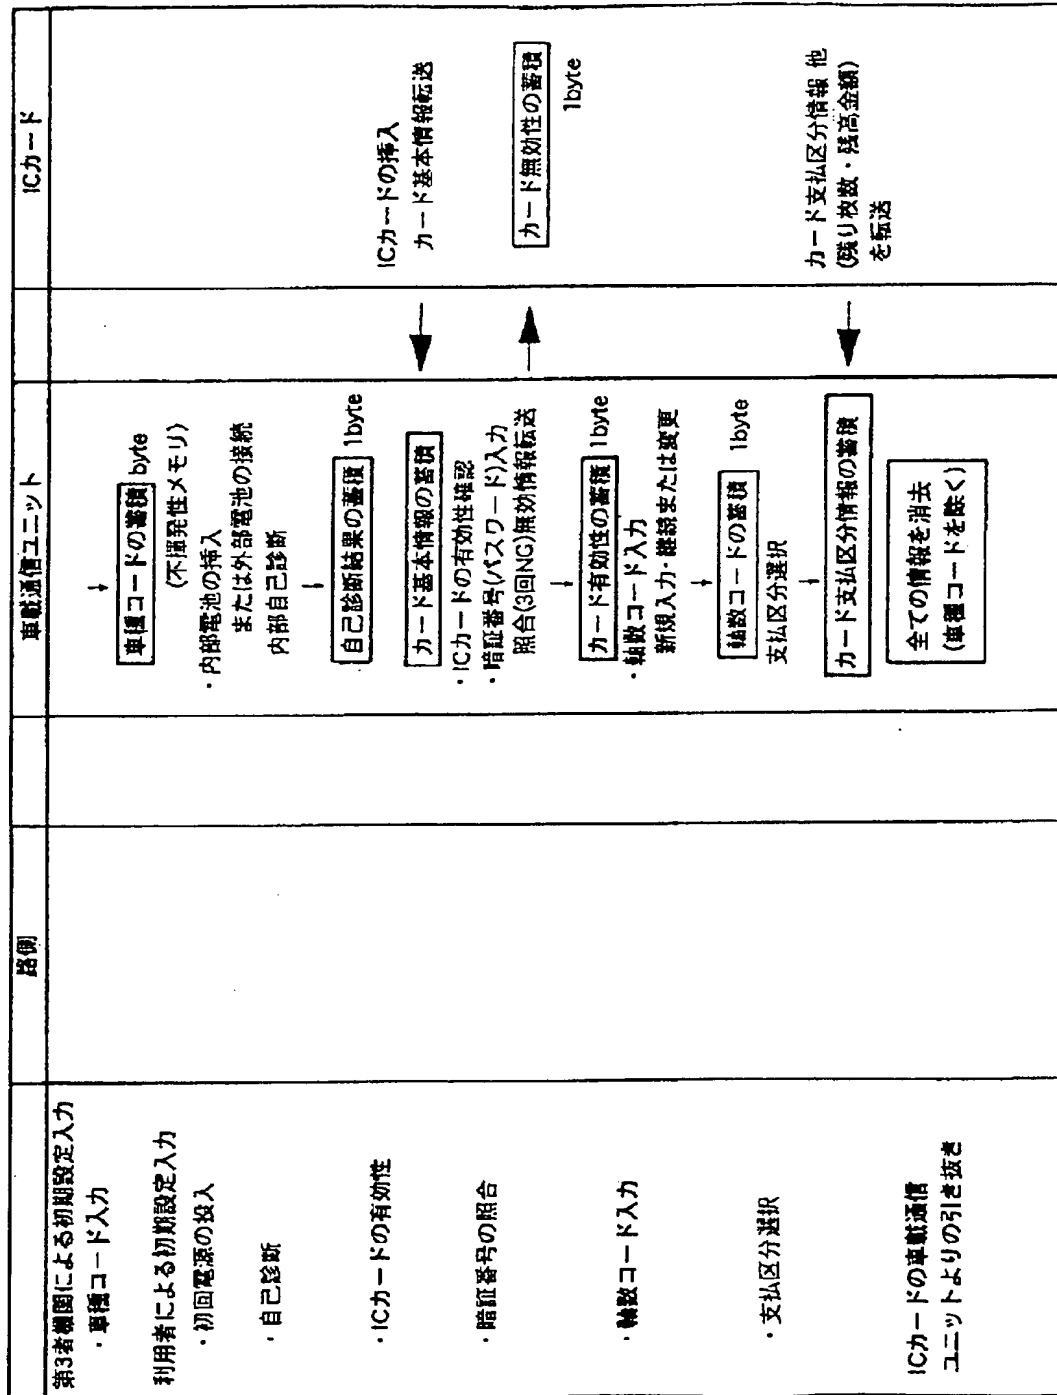 路側
車載通信ユニット
ICカード
第3者機関による初期設定入力
・車種コード入力
車種コードの蓄積 byte
(不揮発性メモリ)
利用者による初期設定入力
・初回電源の投入
・内部電池の挿入
または外部電池の接続
・自己診断
内部自己診断
自己診断結果の蓄積 1byte
・ICカードの有効性
ICカードの挿入
カード基本情報転送
カード基本情報の蓄積
・ICカードの有効性確認
・暗証番号の照合
・暗証番号(パスワード)入力
照合(3回NG)無効情報転送
カード無効性の蓄積
1byte
カード有効性の蓄積 1byte
・軸数コード入力
・軸数コード入力
新規入力・継続または変更
軸数コードの蓄積 1byte
・支払区分選択
支払区分選択
カード支払区分情報 他
(残り枚数・残高金額)
を転送
カード支払区分情報の蓄積
ICカードの車載通信
ユニットよりの引き抜き
全ての情報を消去
(車種コードを除く)